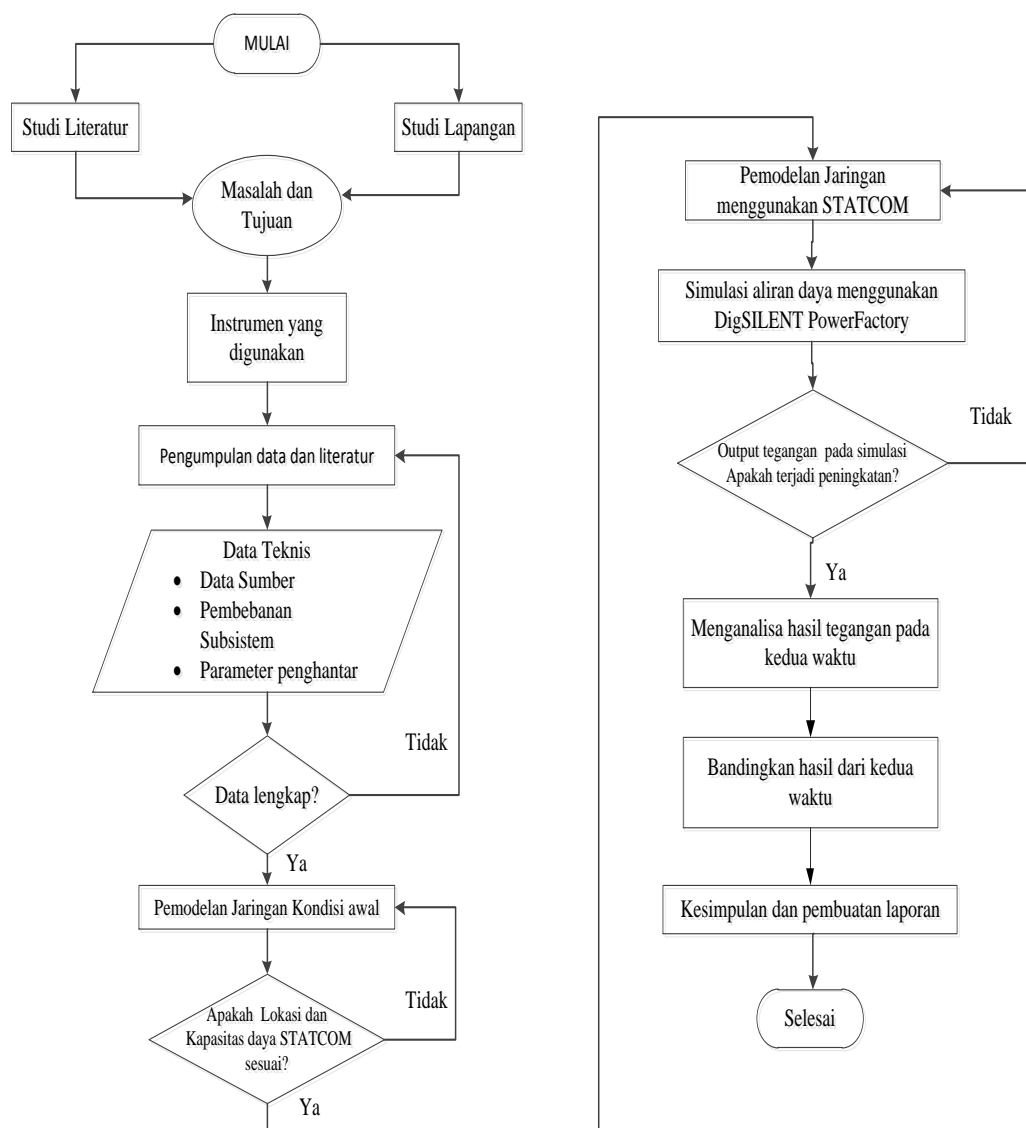 MULAI
Studi Literatur
Studi Lapangan
Masalah dan
Tujuan
Instrumen yang
digunakan
Pengumpulan data dan literatur
Data Teknis
• Data Sumber
• Pembebanan
Subsistem
• Parameter penghantar
Tidak
Data lengkap?
Ya
Pemodelan Jaringan Kondisi awal
Tidak
Apakah Lokasi dan
Kapasitas daya STATCOM
sesuai?
Ya
Pemodelan Jaringan
menggunakan STATCOM
Simulasi aliran daya menggunakan
DigSILENT PowerFactory
Tidak
Output tegangan pada simulasi
Apakah terjadi peningkatan?
Ya
Menganalisa hasil tegangan pada
kedua waktu
Bandingkan hasil dari kedua
waktu
Kesimpulan dan pembuatan laporan
Selesai